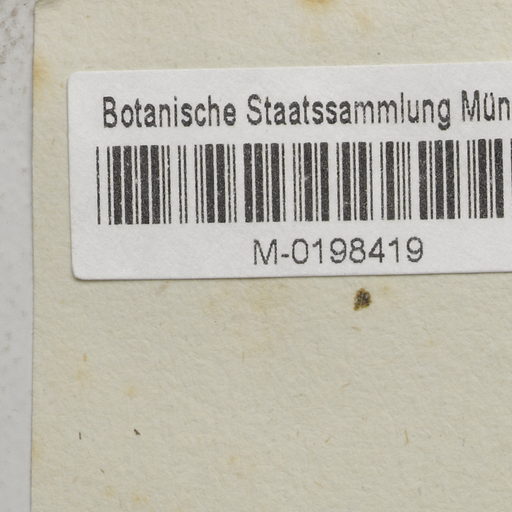 Botanische Staatssammlung Mün
M-0198419